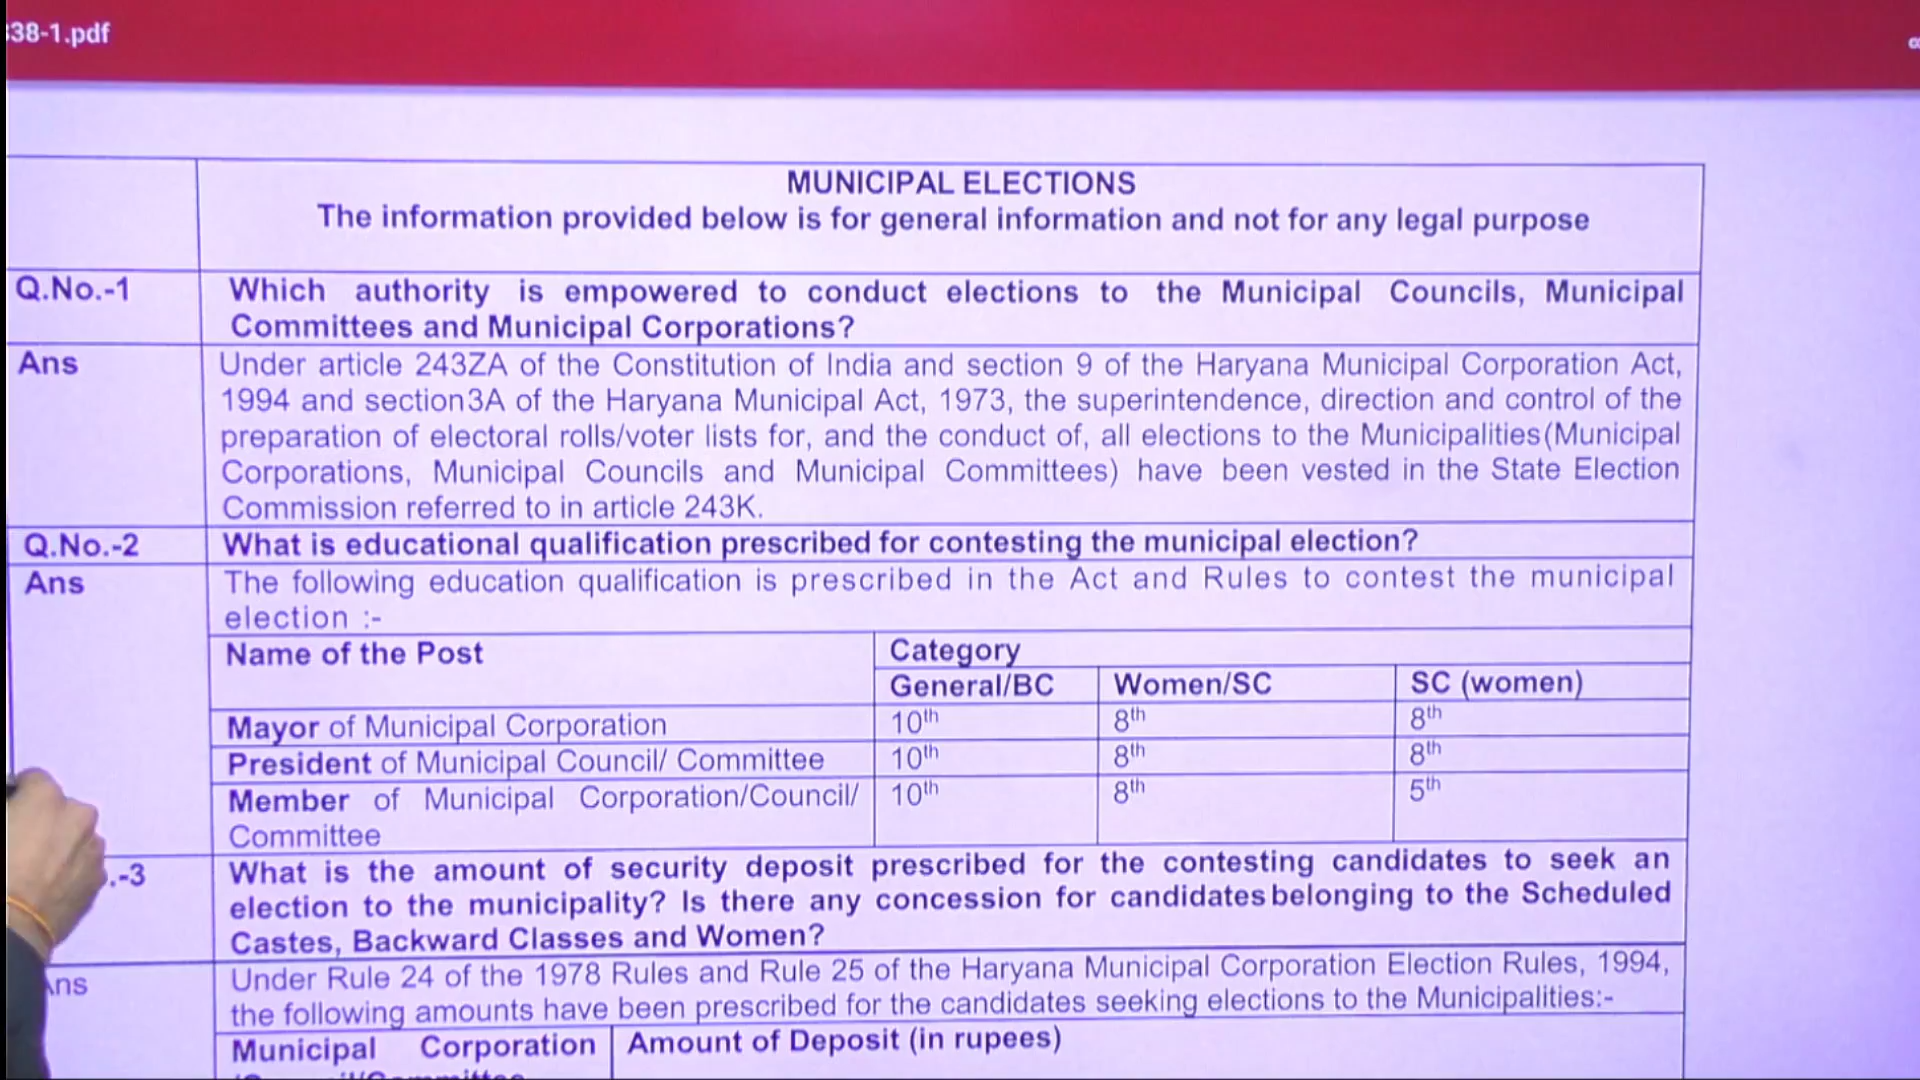 38-1.pdf
MUNICIPAL ELECTIONS
The information provided below is for general information and not for any legal purpose
Q.No.-1
Which authority is empowered to conduct elections to the Municipal Councils, Municipal
Committees and Municipal Corporations?
Ans
Under article 243ZA of the Constitution of India and section 9 of the Haryana Municipal Corporation Act,
1994 and section3A of the Haryana Municipal Act, 1973, the superintendence, direction and control of the
preparation of electoral rolls/voter lists for, and the conduct of, all elections to the Municipalities(Municipal
Corporations, Municipal Councils and Municipal Committees) have been vested in the State Election
Commission referred to in article 243K.
Q.No.-2
What is educational qualification prescribed for contesting the municipal election?
Ans
The following education qualification is prescribed in the Act and Rules to contest the municipal
election :-
Name of the Post
Category
General/BC
Women/SC
SC (women)
Mayor of Municipal Corporation
10th
8th
8th
President of Municipal Council/ Committee
10th
8th
8th
Member of Municipal Corporation/Council/
Committee
10th
8th
5th
.-3
What is the amount of security deposit prescribed for the contesting candidates to seek an
election to the municipality? Is there any concession for candidates belonging to the Scheduled
Castes, Backward Classes and Women?
Ans
Under Rule 24 of the 1978 Rules and Rule 25 of the Haryana Municipal Corporation Election Rules, 1994,
the following amounts have been prescribed for the candidates seeking elections to the Municipalities:-
Municipal Corporation
Amount of Deposit (in rupees)